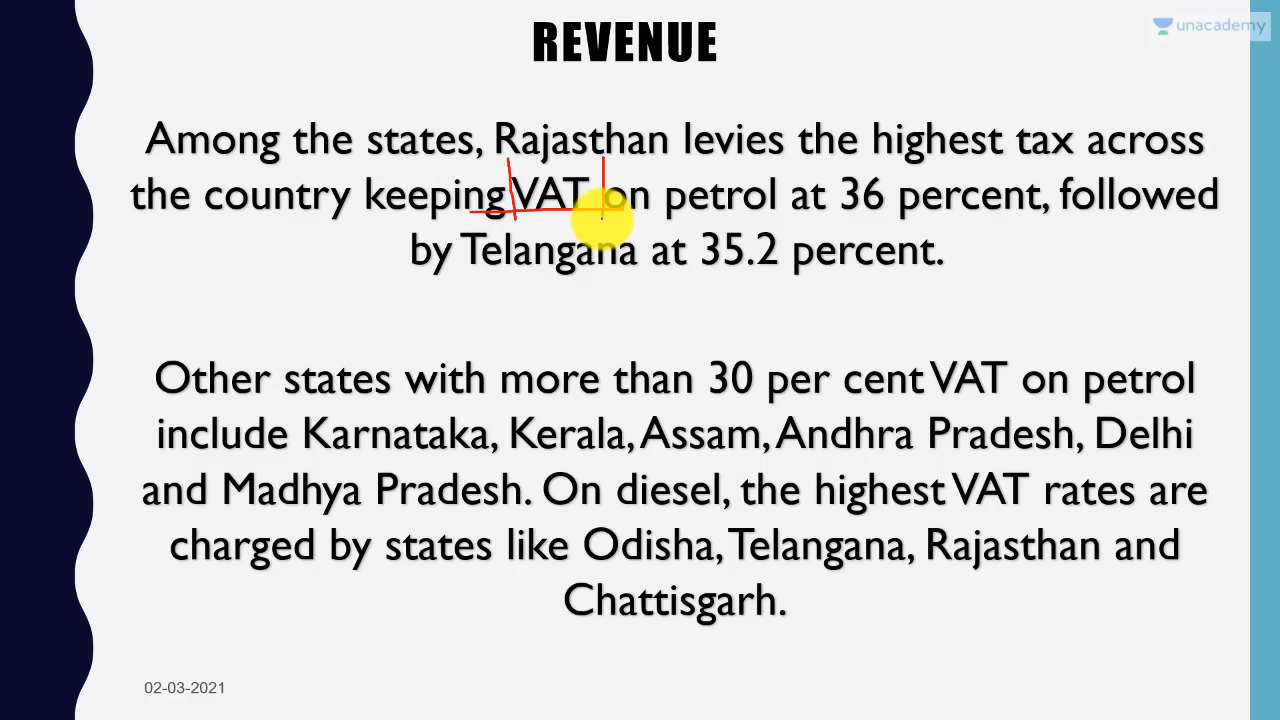 REVENUE
unacademy
Among the states, Rajasthan levies the highest tax across
the country keeping VAT on petrol at 36 percent, followed
by Telangana at 35.2 percent.
Other states with more than 30 per cent VAT on petrol
include Karnataka, Kerala, Assam, Andhra Pradesh, Delhi
and Madhya Pradesh. On diesel, the highest VAT rates are
charged by states like Odisha, Telangana, Rajasthan and
Chattisgarh.
02-03-2021